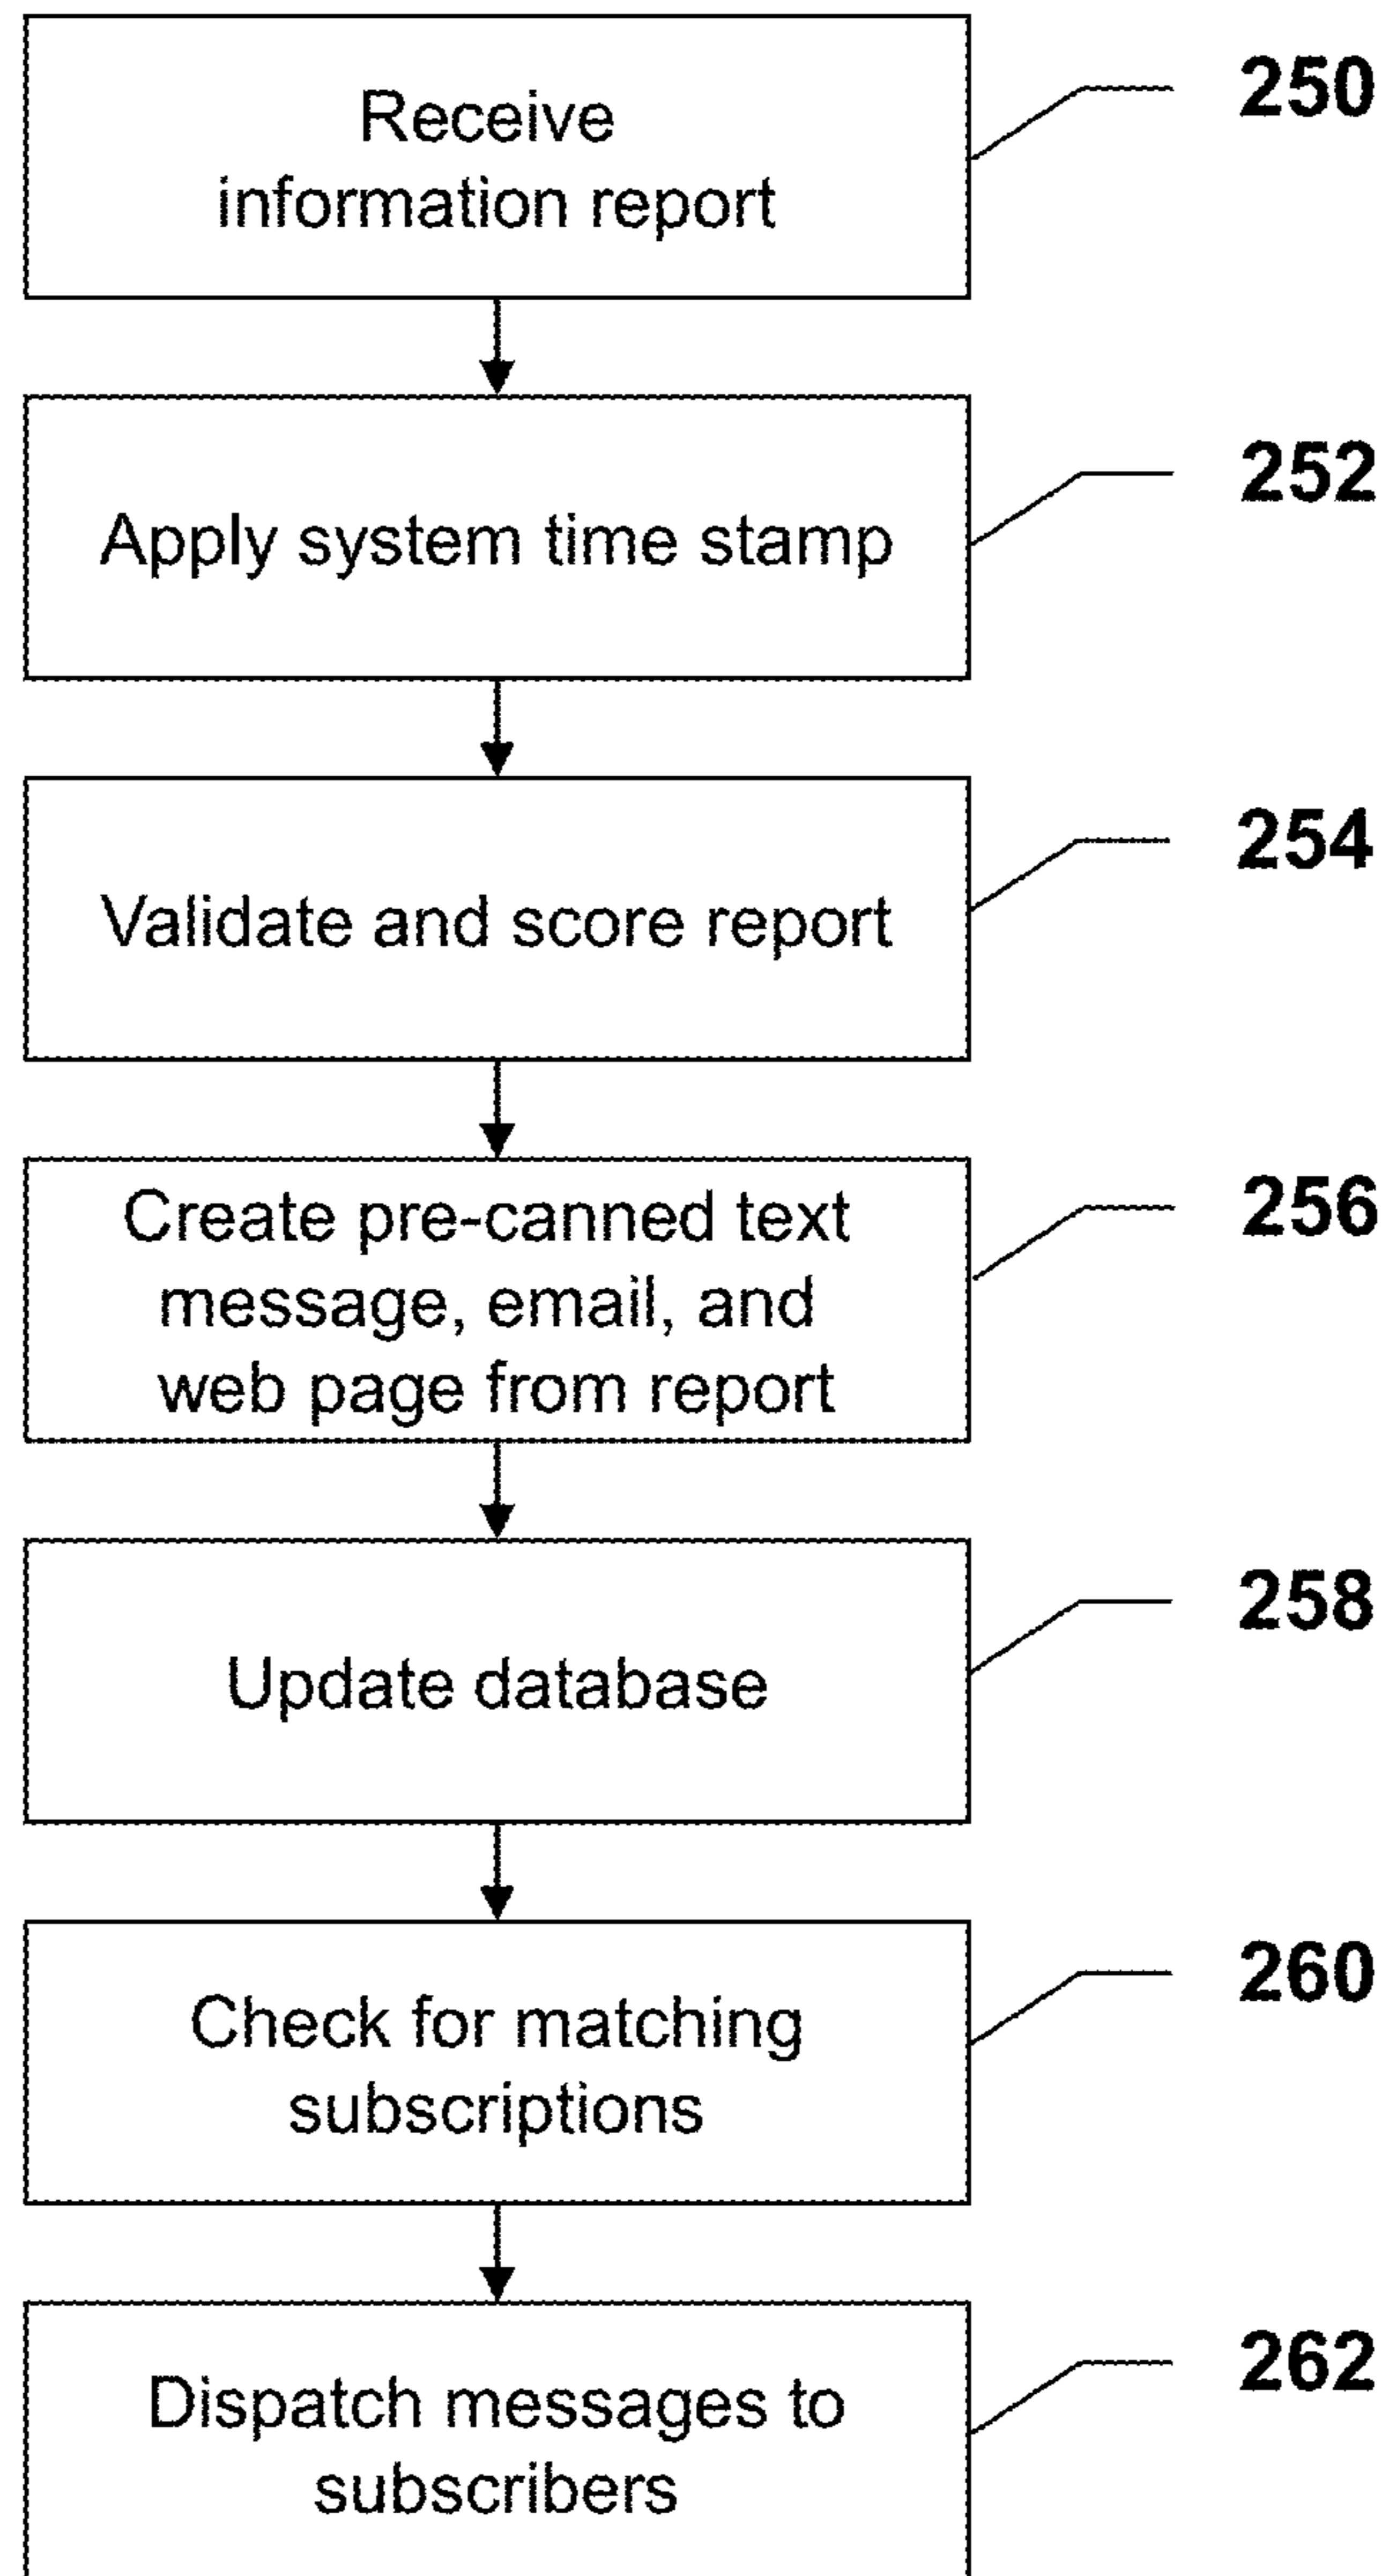 Receive
information report
250
Apply system time stamp
252
Validate and score report
254
Create pre-canned text
message, email, and
web page from report
256
Update database
258
Check for matching
subscriptions
260
Dispatch messages to
subscribers
262